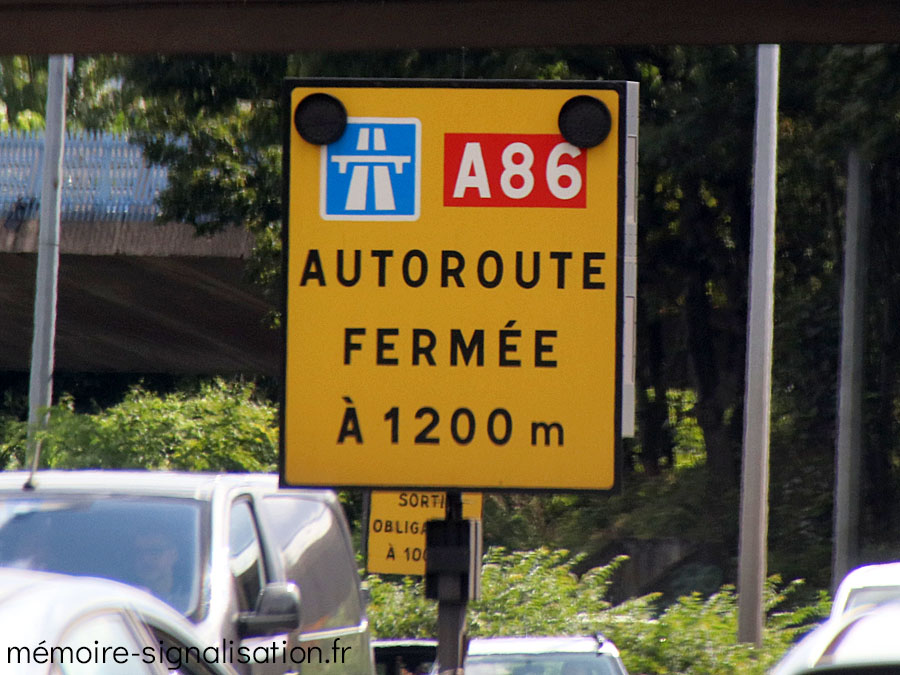 A86
AUTOROUTE
FERMÉE
À 1200 m
SORTI
OBLIGA
À 10
mémoire-signalisation.fr